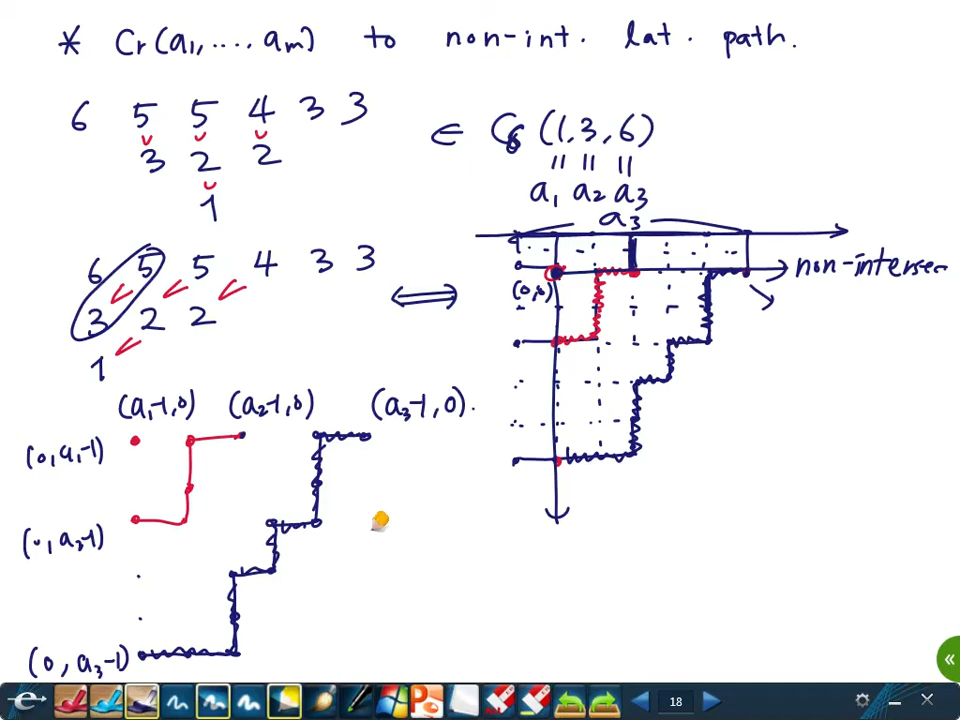 * Cr(a1,.... am) to non-int. lat. path.
6 5 5 4 3 3
3 2 2
1
∈ C6 (1,3,6)
a1 a2 a3
a3
6 5 5 4 3 3
3 2 2
1
⟺
(0,0)
non-intersec
(a1-1,0) (a2-1,0) (a3-1,0).
(0,a1-1)
(0,a2-1)
(0,a3-1)
18